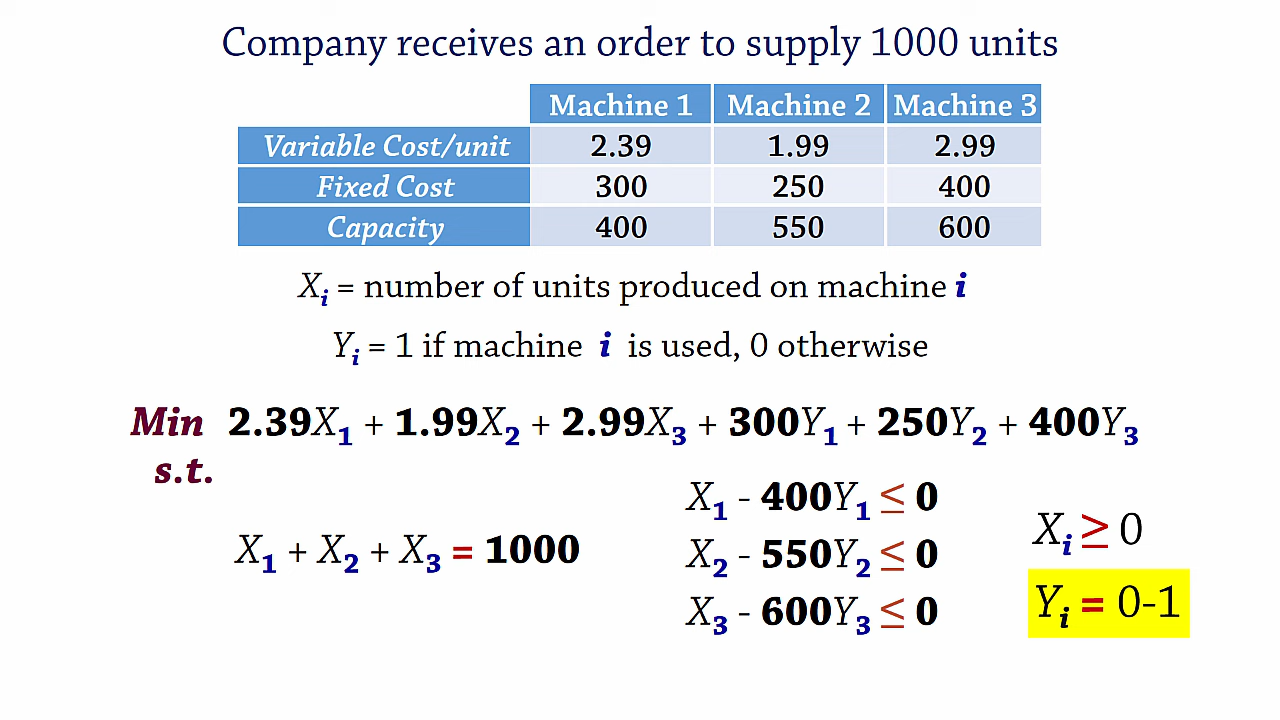 Company receives an order to supply 1000 units
Machine 1 Machine 2 Machine 3
Variable Cost/unit 2.39 1.99 2.99
Fixed Cost 300 250 400
Capacity 400 550 600
Xᵢ = number of units produced on machine i
Yᵢ = 1 if machine i is used, 0 otherwise
Min 2.39X₁ + 1.99X₂ + 2.99X₃ + 300Y₁ + 250Y₂ + 400Y₃
s.t.
X₁ + X₂ + X₃ = 1000
X₁ - 400Y₁ ≤ 0
X₂ - 550Y₂ ≤ 0
X₃ - 600Y₃ ≤ 0
Xᵢ ≥ 0
Yᵢ = 0-1